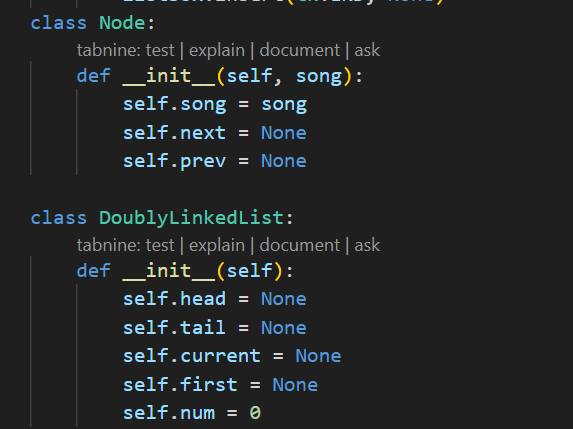 class Node:
tabnine: test | explain | document | ask
def __init__(self, song):
self.song = song
self.next = None
self.prev = None
class DoublyLinkedList:
tabnine: test | explain | document | ask
def __init__(self):
self.head = None
self.tail = None
self.current = None
self.first = None
self.num = 0